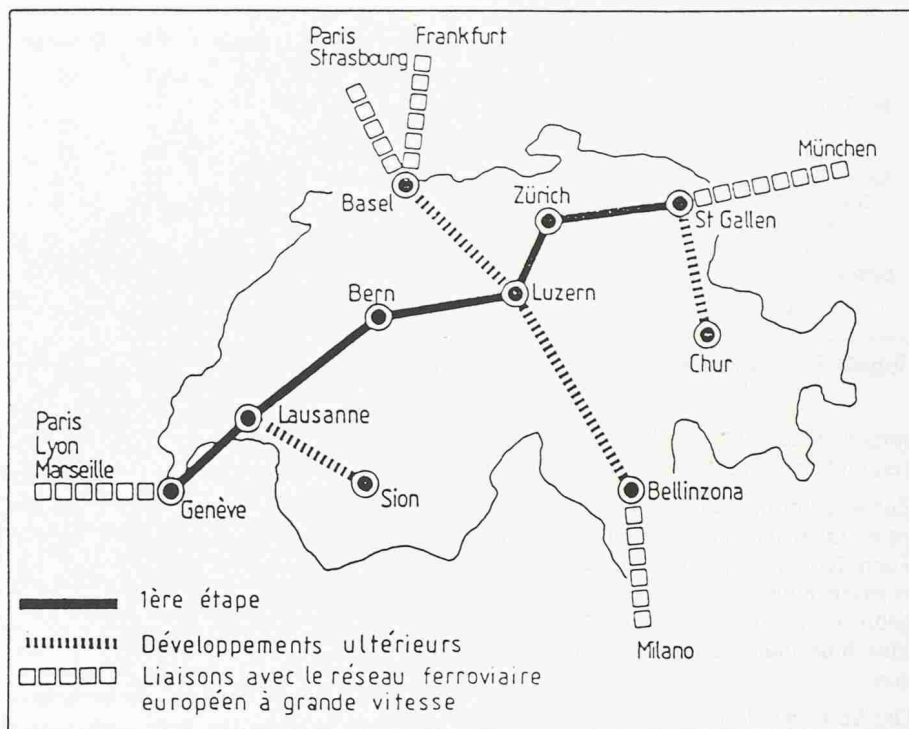 Paris
Strasbourg
Frankfurt
München
Basel
Zürich
St Gallen
Bern
Luzern
Chur
Lausanne
Paris
Lyon
Marseille
Genève
Sion
Bellinzona
Milano
1ère étape
Développements ultérieurs
Liaisons avec le réseau ferroviaire
européen à grande vitesse